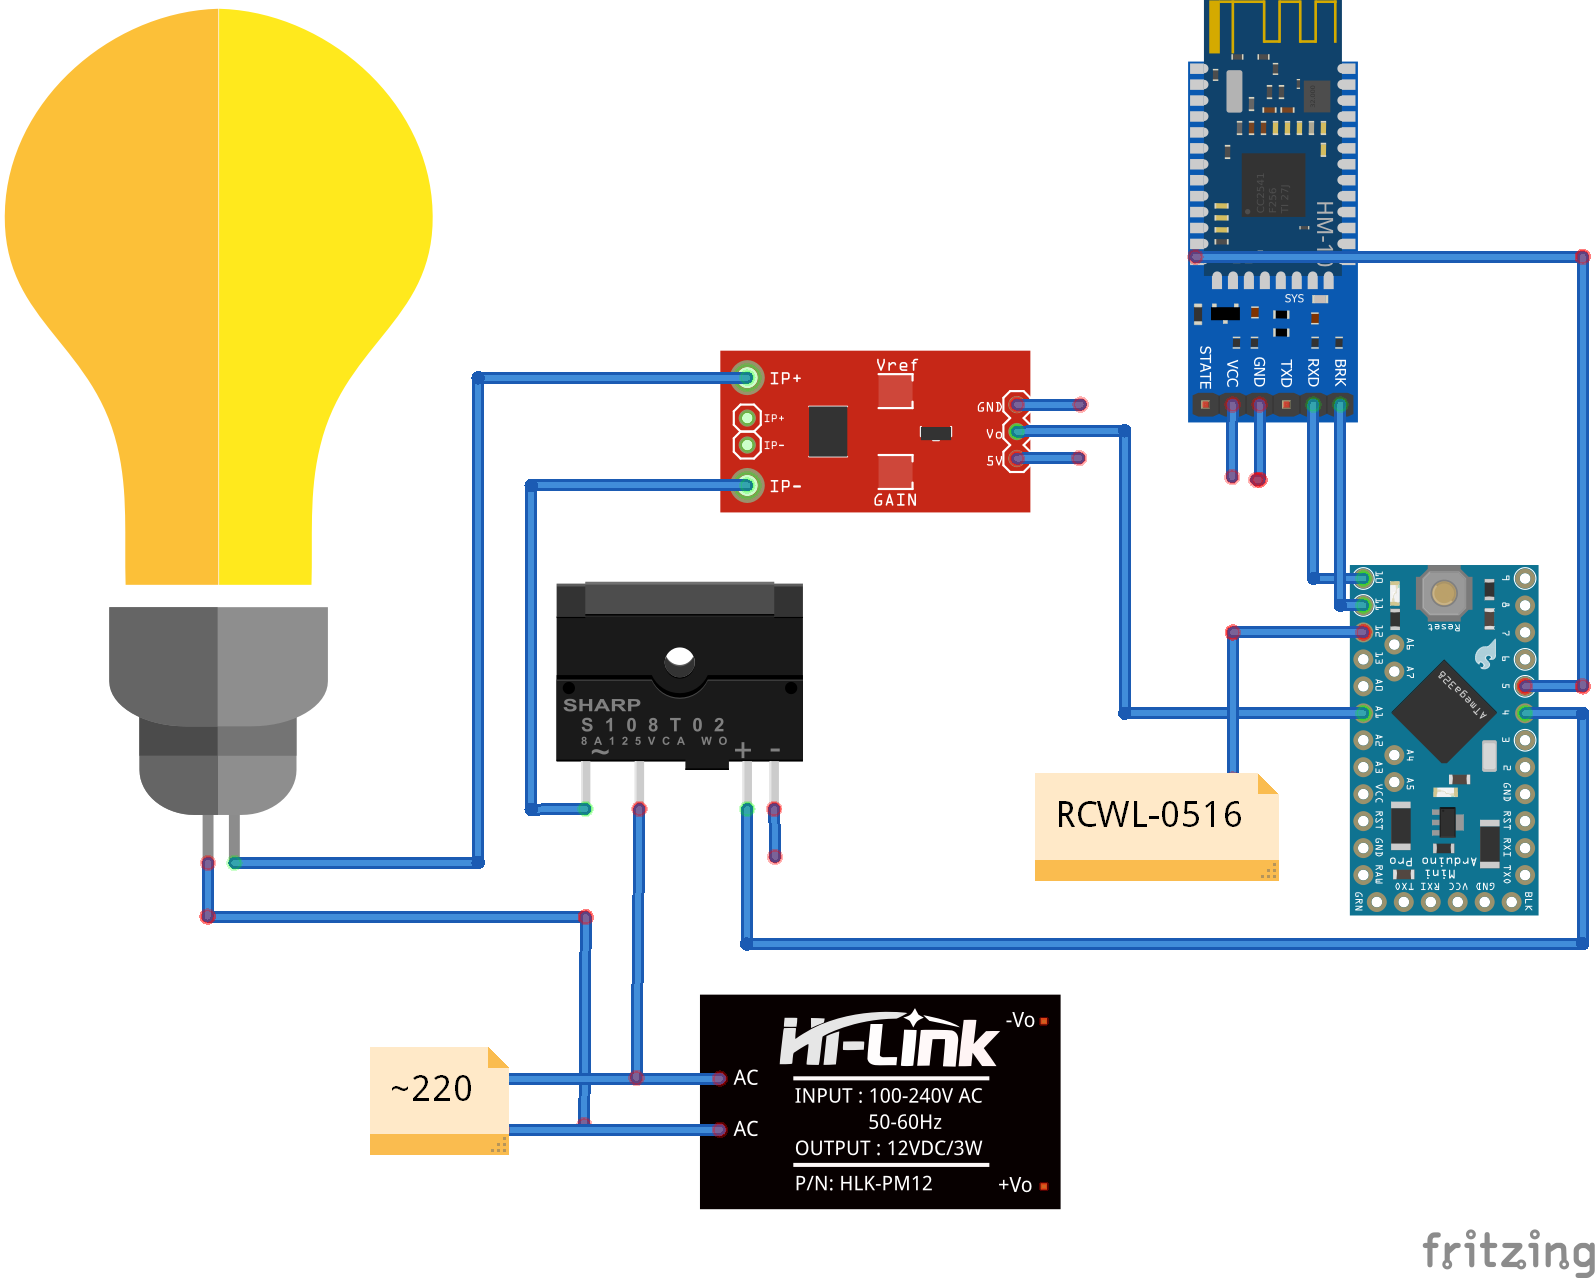 CC2541
F256
TI 27J
HM-10
SYS
STATE
VCC
GND
TXD
RXD
BRK
IP+
Vref
IP+
IP-
GND
Vo
5V
IP-
GAIN
SHARP
S108T02
8A125VCA WO
~
+ -
10
11
12
13
A0
A1
A2
A3
VCC
RST
GND
RAW
A6
A7
A4
A5
Reset
ATmega328
9
8
7
6
5
4
3
2
GND
RST
RXI
TXO
Arduino
Pro
Mini
GRN
TXO
RXI
VCC
GND
BLK
RCWL-0516
~220
Hi-Link
-Vo
AC
INPUT : 100-240V AC
50-60Hz
AC
OUTPUT : 12VDC/3W
P/N: HLK-PM12
+Vo
fritzing